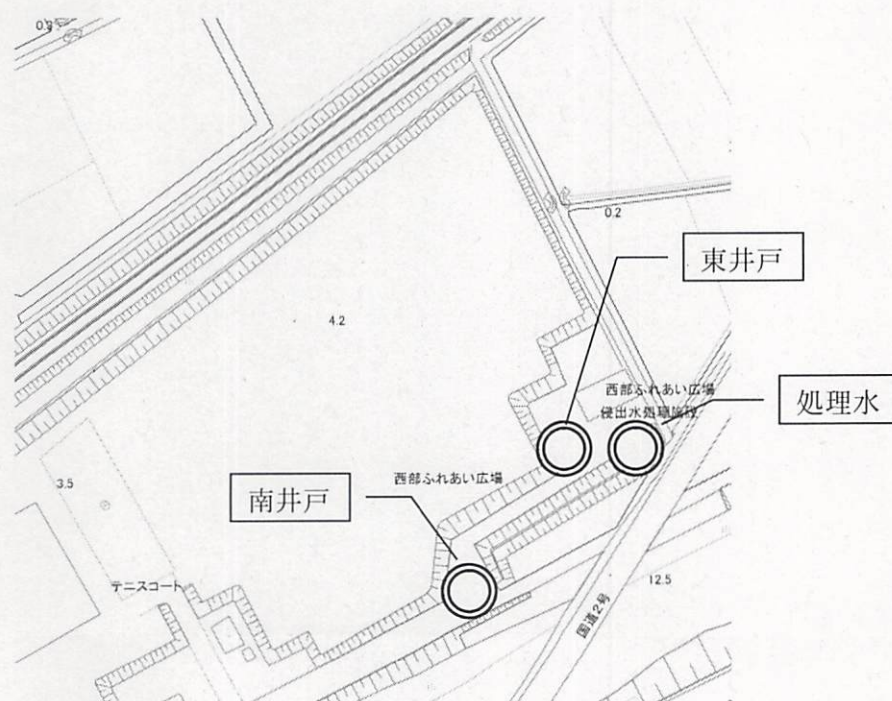 0.2
東井戸
4.2
西部ふれあい広場
浸出水処理施設
処理水
西部ふれあい広場
3.5
南井戸
テニスコート
12.5
国道2号